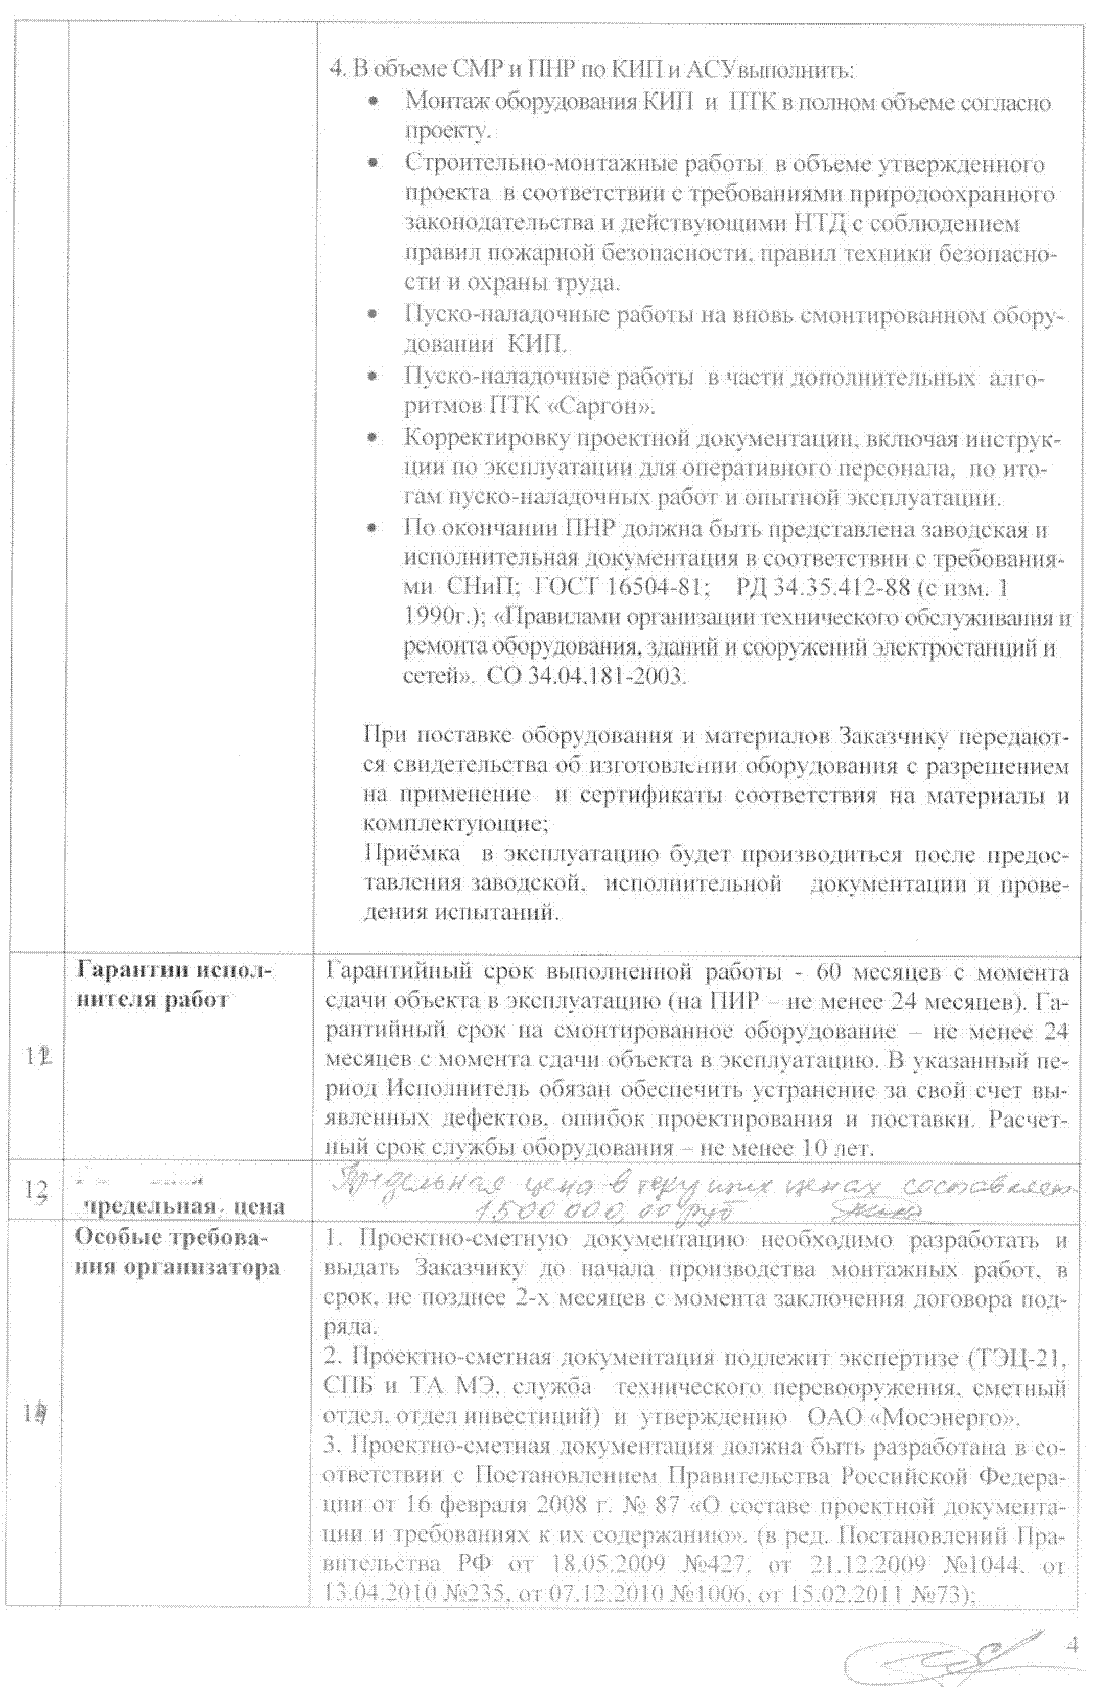 4. В объеме СМР и ПНР по КИП и АСУвыполнить:
• Монтаж оборудования КИП и ПТК в полном объеме согласно
проекту.
• Строительно-монтажные работы в объеме утвержденного
проекта в соответствии с требованиями природоохранного
законодательства и действующими НТД с соблюдением
правил пожарной безопасности, правил техники безопасно-
сти и охраны труда.
• Пуско-наладочные работы на вновь смонтированном обору-
довании КИП.
• Пуско-наладочные работы в части дополнительных алго-
ритмов ПТК «Саргон».
• Корректировку проектной документации, включая инструк-
ции по эксплуатации для оперативного персонала, по ито-
гам пуско-наладочных работ и опытной эксплуатации.
• По окончании ПНР должна быть представлена заводская и
исполнительная документация в соответствии с требования-
ми СНиП; ГОСТ 16504-81; РД 34.35.412-88 (с изм. 1
1990г.); «Правилами организации технического обслуживания и
ремонта оборудования, зданий и сооружений электростанций и
сетей». СО 34.04.181-2003.
При поставке оборудования и материалов Заказчику передают-
ся свидетельства об изготовлении оборудования с разрешением
на применение и сертификаты соответствия на материалы и
комплектующие;
Приёмка в эксплуатацию будет производиться после предос-
тавления заводской, исполнительной документации и прове-
дения испытаний.
12
Гарантии испол-
нителя работ
Гарантийный срок выполненной работы - 60 месяцев с момента
сдачи объекта в эксплуатацию (на ПИР – не менее 24 месяцев). Га-
рантийный срок на смонтированное оборудование – не менее 24
месяцев с момента сдачи объекта в эксплуатацию. В указанный пе-
риод Исполнитель обязан обеспечить устранение за свой счет вы-
явленных дефектов, ошибок проектирования и поставки. Расчет-
ный срок службы оборудования – не менее 10 лет.
13
предельная цена
Предельная цена в текущих ценах составляет
1500 000,00 руб
Особые требова-
ния организатора
1. Проектно-сметную документацию необходимо разработать и
выдать Заказчику до начала производства монтажных работ, в
срок, не позднее 2-х месяцев с момента заключения договора под-
ряда.
2. Проектно-сметная документация подлежит экспертизе (ТЭЦ-21,
СПБ и ТА МЭ, служба технического перевооружения, сметный
отдел, отдел инвестиций) и утверждению ОАО «Мосэнерго».
3. Проектно-сметная документация должна быть разработана в со-
ответствии с Постановлением Правительства Российской Федера-
ции от 16 февраля 2008 г. № 87 «О составе проектной документа-
ции и требованиях к их содержанию». (в ред. Постановлений Пра-
вительства РФ от 18.05.2009 №427, от 21.12.2009 №1044, от
13.04.2010 №235, от 07.12.2010 №1006, от 15.02.2011 №73);
4